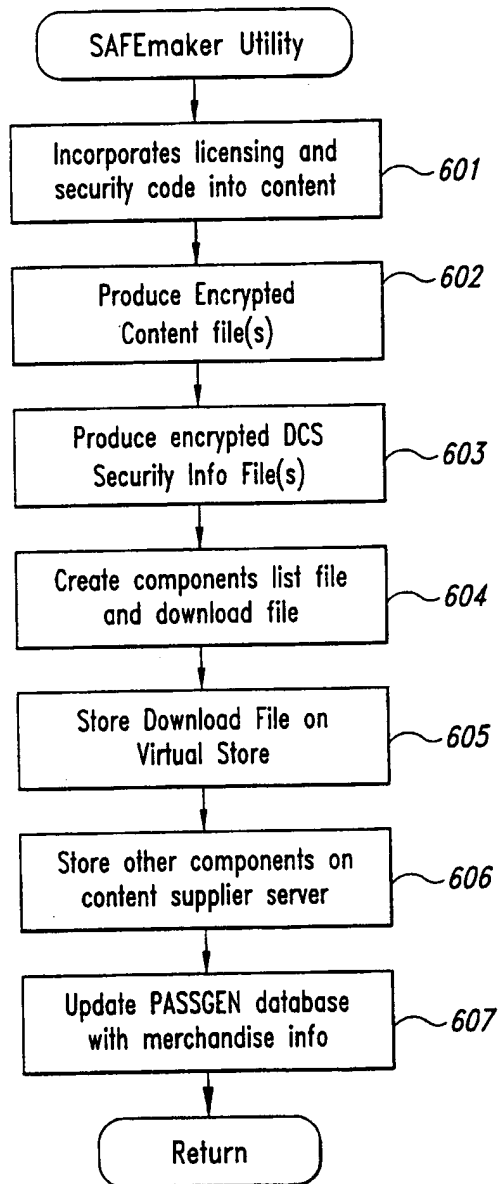 SAFEmaker Utility
Incorporates licensing and
security code into content
601
Produce Encrypted
Content file(s)
602
Produce encrypted DCS
Security Info File(s)
603
Create components list file
and download file
604
Store Download File on
Virtual Store
605
Store other components on
content supplier server
606
Update PASSGEN database
with merchandise info
607
Return